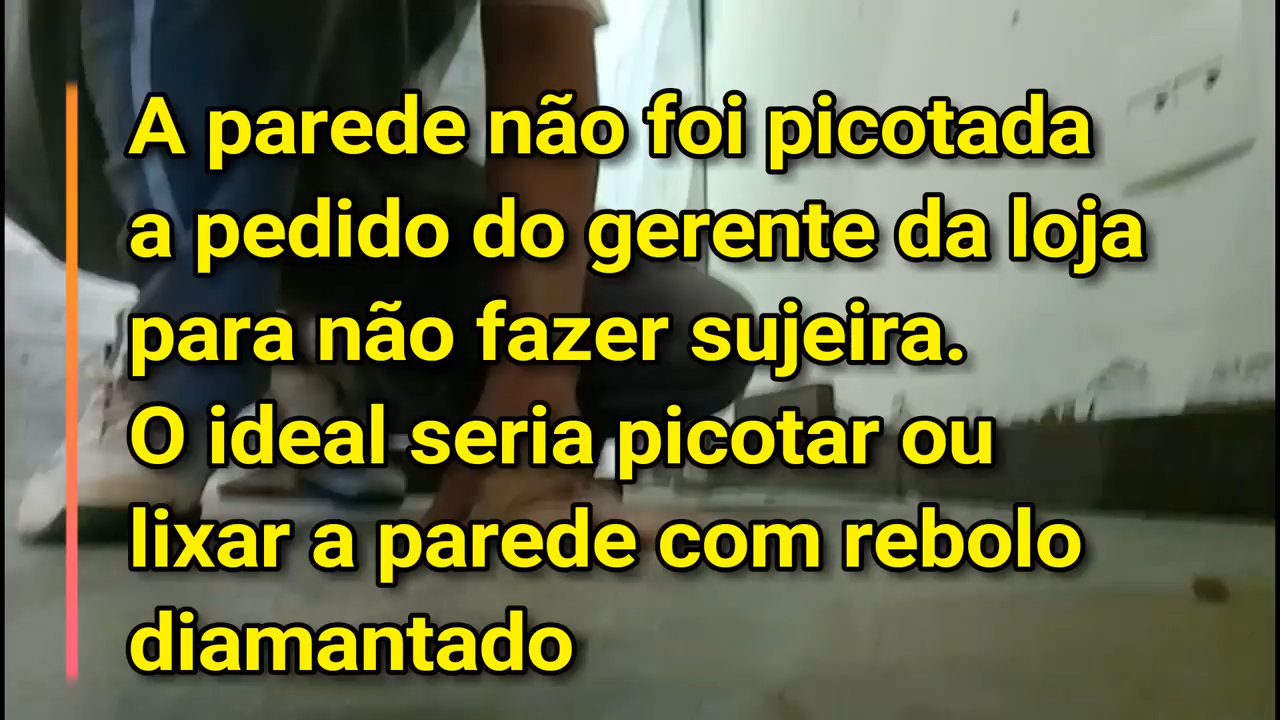 A parede não foi picotada
a pedido do gerente da loja
para não fazer sujeira.
O ideal seria picotar ou
lixar a parede com rebolo
diamantado